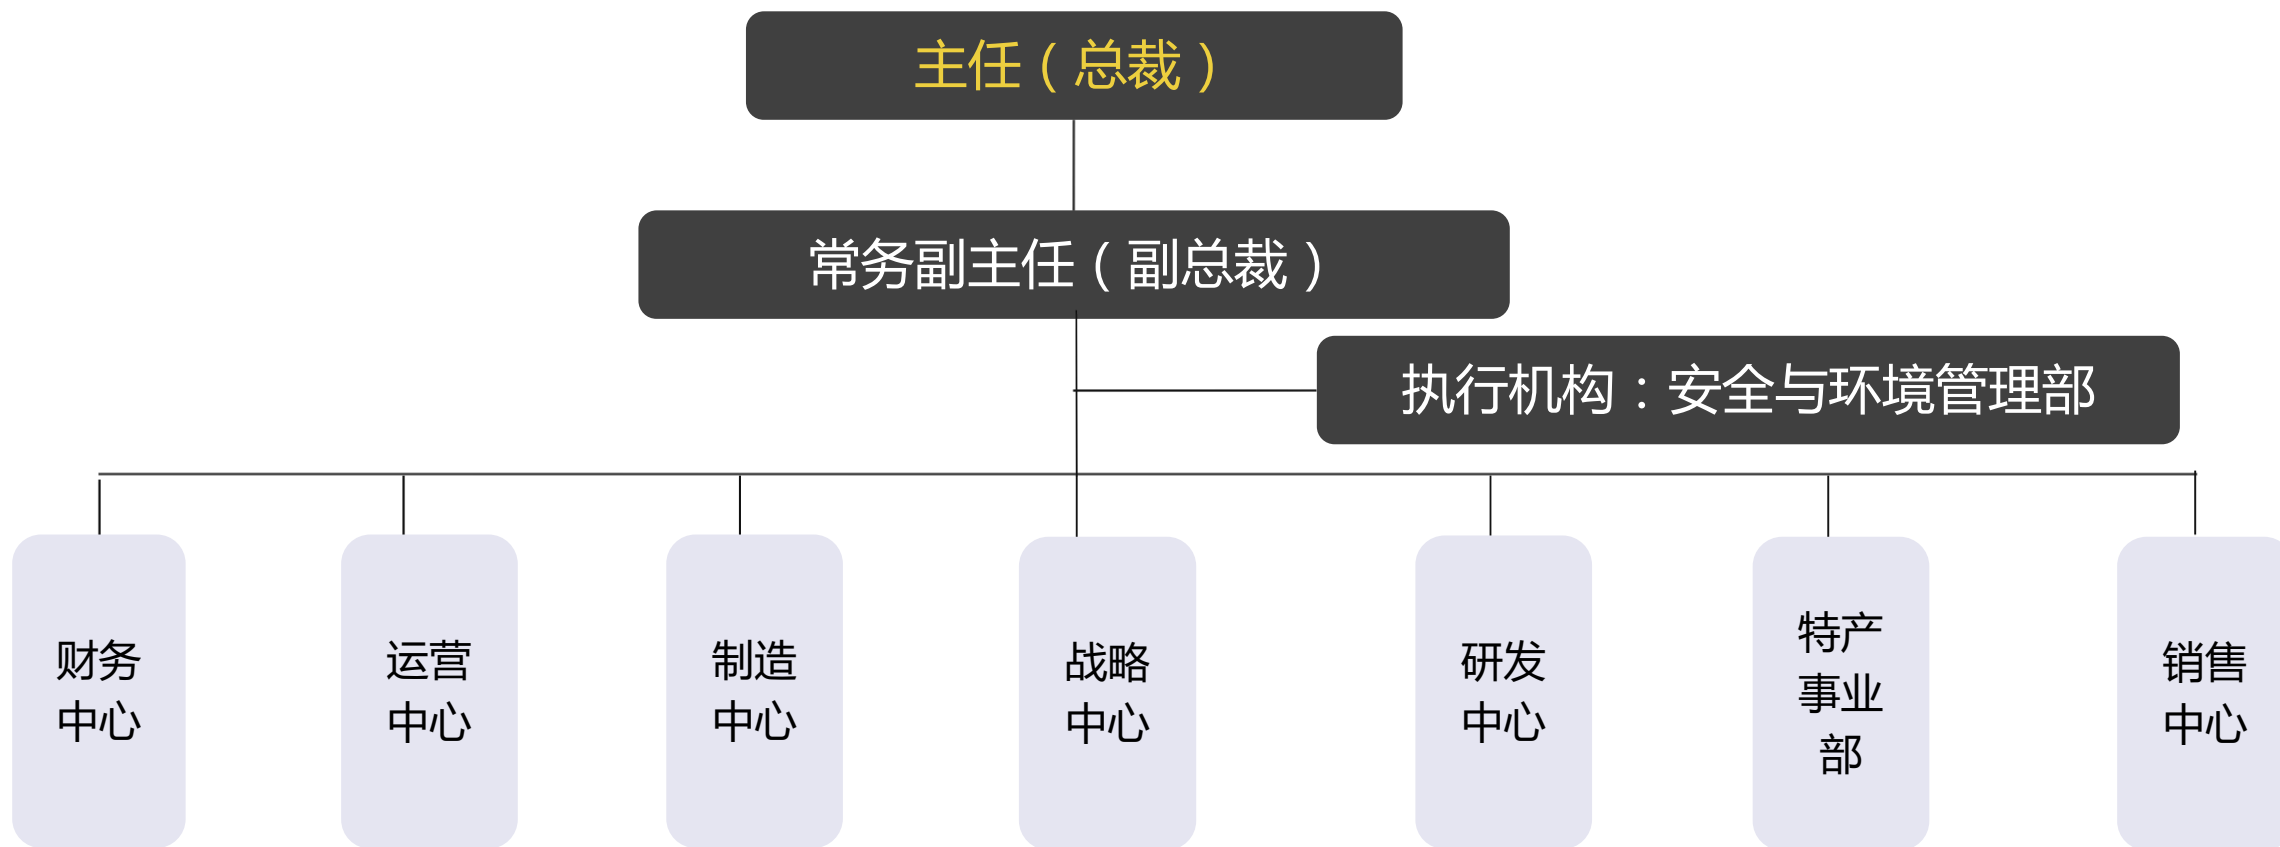 主任（总裁）
常务副主任（副总裁）
执行机构：安全与环境管理部
财务
中心
运营
中心
制造
中心
战略
中心
研发
中心
特产
事业
部
销售
中心